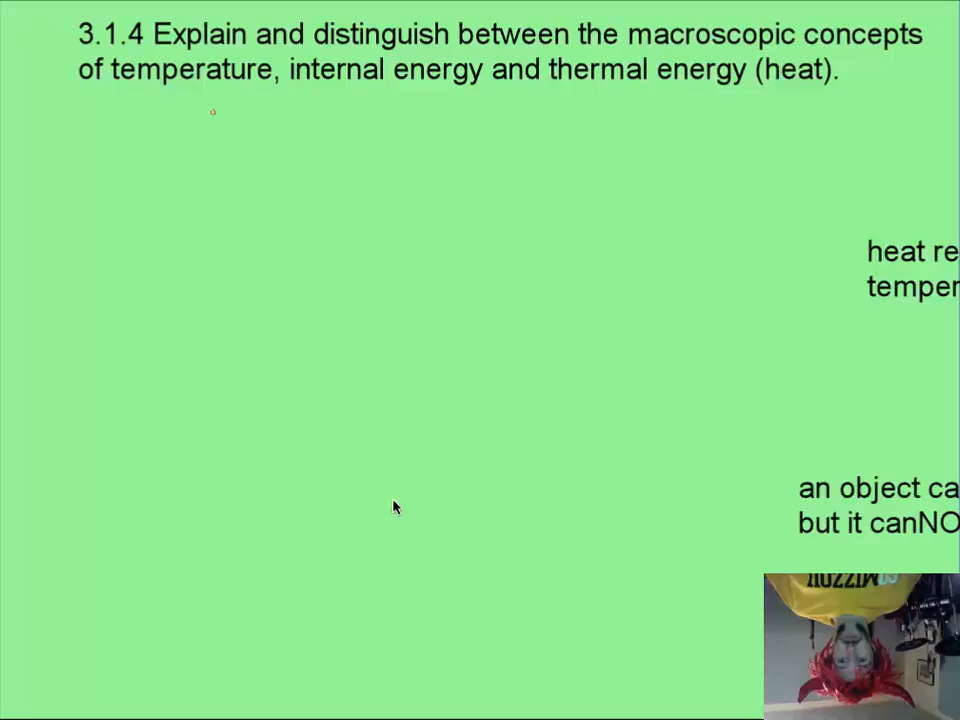 3.1.4 Explain and distinguish between the macroscopic concepts
of temperature, internal energy and thermal energy (heat).
heat re
temper
an object ca
but it canNO
MIZZOU